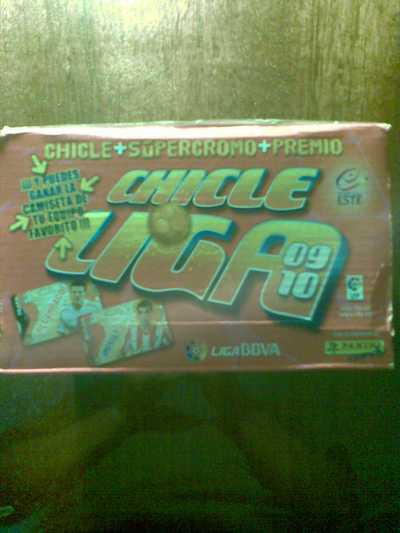 CHICLE+SUPERCROMO+PREMIO
¡¡¡ Y PUEDES
GANAR LA
CAMISETA DE
TU EQUIPO
FAVORITO !!!
CHICLE
LIGA
09
10
ESTE
LIGA BBVA
PANINI